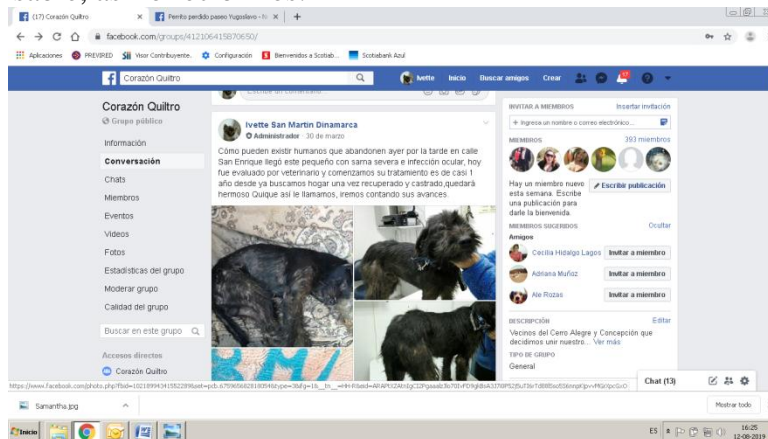 (17) Corazón Quiltro
Perrito perdido paseo Yugoslavo - 
facebook.com/groups/412106415870650/
Aplicaciones PREVIRED Visor Contribuyente. Configuración Bienvenidos a Scotiab... Scotiabank Azul
Corazón Quiltro
Ivette Inicio Buscar amigos Crear
Corazón Quiltro
Grupo público
Información
Conversación
Chats
Miembros
Eventos
Videos
Fotos
Estadísticas del grupo
Moderar grupo
Calidad del grupo
Buscar en este grupo
Accesos directos
Corazón Quiltro
Escribe un comentario...
Ivette San Martin Dinamarca
Administrador · 30 de marzo
Cómo pueden existir humanos que abandonen ayer por la tarde en calle
San Enrique llegó este pequeño con sarna severa e infección ocular, hoy
fue evaluado por veterinario y comenzamos su tratamiento es de casi 1
año desde ya buscamos hogar una vez recuperado y castrado,quedará
hermoso Quique así le llamamos, iremos contando sus avances.
INVITAR A MIEMBROS Insertar invitación
+ Ingresa un nombre o correo electrónico...
MIEMBROS 393 miembros
Hay un miembro nuevo
esta semana. Escribe
una publicación para
darle la bienvenida.
Escribir publicación
MIEMBROS SUGERIDOS Ocultar
Amigos
Cecilia Hidalgo Lagos Invitar a miembro
Adriana Muñoz Invitar a miembro
Ale Rozas Invitar a miembro
DESCRIPCIÓN Editar
Vecinos del Cerro Alegre y Concepción que
decidimos unir nuestro... Ver más
TIPO DE GRUPO
General
Chat (13)
Samantha.jpg
Mostrar todo
Inicio
ES
16:25
12-08-2019